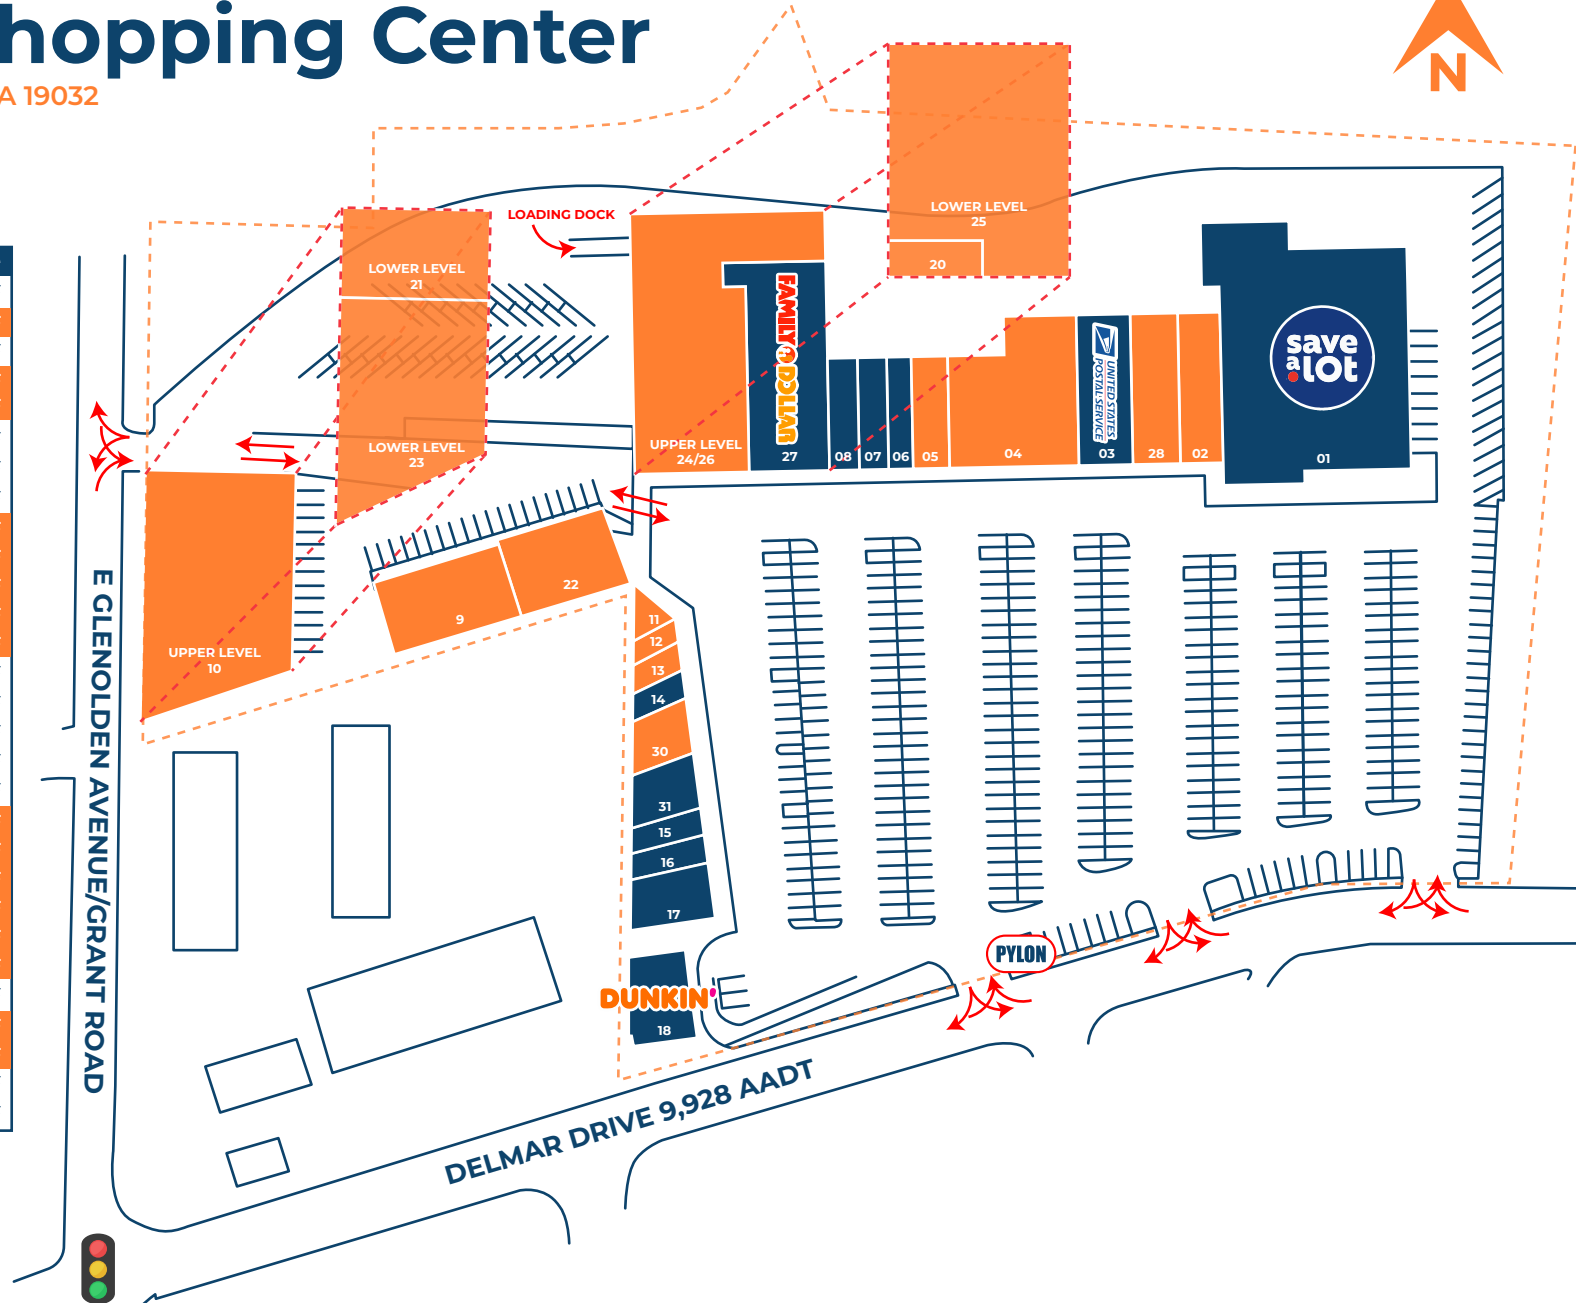 hopping Center
A 19032
N
LOADING DOCK
LOWER LEVEL
25
20
LOWER LEVEL
21
LOWER LEVEL
23
UPPER LEVEL
24/26
FAMILY DOLLAR
27
08
07
06
05
04
UNITED STATES
POSTAL SERVICE
03
28
02
save
a lot
01
UPPER LEVEL
10
9
22
11
12
13
14
30
31
15
16
17
DUNKIN'
18
PYLON
E GLENOLDEN AVENUE/GRANT ROAD
DELMAR DRIVE 9,928 AADT